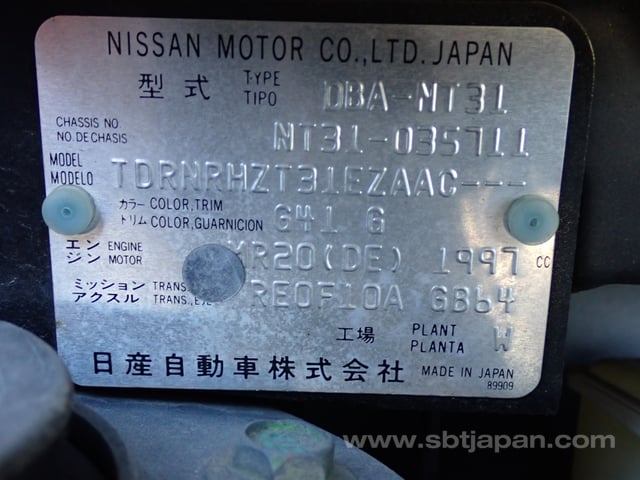 NISSAN MOTOR CO.,LTD. JAPAN
型式 TYPE TIPO DBA-NT31
CHASSIS NO. NO. DE CHASIS NT31-035711
MODEL MODELO TDRNRHZT31EZAAC---
カラー COLOR, TRIM
トリム COLOR, GUARNICION G41 G
エンジン ENGINE MOTOR MR20(DE) 1997 CC
ミッション TRANS.
アクスル TRANS., RE0F10A GB64
工場 PLANT PLANTA W
日産自動車株式会社 MADE IN JAPAN
89909
www.sbtjapan.com